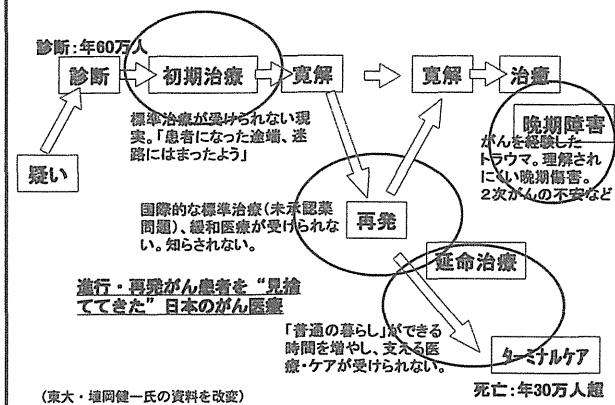 診断:年60万人
診断
初期治療
寛解
寛解
治癒
標準治療が受けられない現
実。「患者になった途端、迷
路にはまったよう」
晩期障害
がんを経験した
トラウマ。理解され
にくい晩期傷害。
2次がんの不安など
疑い
国際的な標準治療(未承認薬
問題)、緩和医療が受けられな
い。知らされない。
再発
延命治療
進行・再発がん患者を“見捨
ててきた”日本のがん医療
「普通の暮らし」ができる
時間を増やし、支える医
療・ケアが受けられない。
ターミナルケア
死亡:年30万人超
(東大・埴岡健一氏の資料を改変)